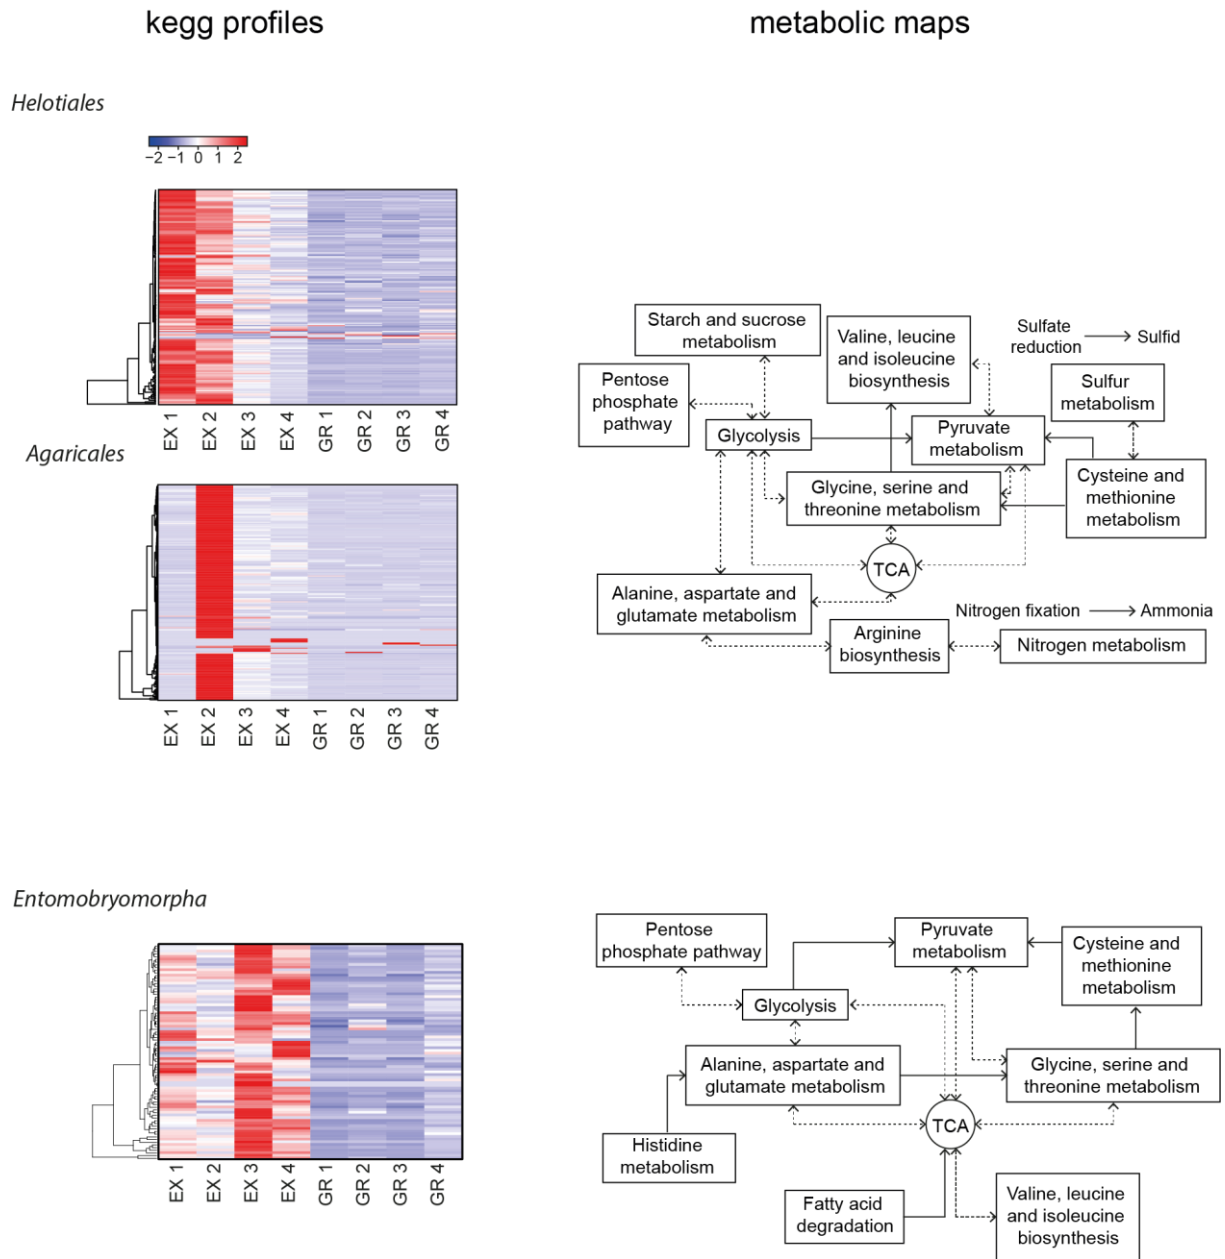 kegg profiles
metabolic maps
Helotiales
−2 −1 0 1 2
EX 1 EX 2 EX 3 EX 4 GR 1 GR 2 GR 3 GR 4
Agaricales
EX 1 EX 2 EX 3 EX 4 GR 1 GR 2 GR 3 GR 4
Starch and sucrose
metabolism
Valine, leucine
and isoleucine
biosynthesis
Sulfate
reduction
Sulfid
Pentose
phosphate
pathway
Sulfur
metabolism
Glycolysis
Pyruvate
metabolism
Glycine, serine and
threonine metabolism
Cysteine and
methionine
metabolism
TCA
Alanine, aspartate and
glutamate metabolism
Nitrogen fixation
Ammonia
Arginine
biosynthesis
Nitrogen metabolism
Entomobryomorpha
EX 1 EX 2 EX 3 EX 4 GR 1 GR 2 GR 3 GR 4
Pentose
phosphate pathway
Pyruvate
metabolism
Cysteine and
methionine
metabolism
Glycolysis
Alanine, aspartate and
glutamate metabolism
Glycine, serine and
threonine metabolism
TCA
Histidine
metabolism
Fatty acid
degradation
Valine, leucine
and isoleucine
biosynthesis